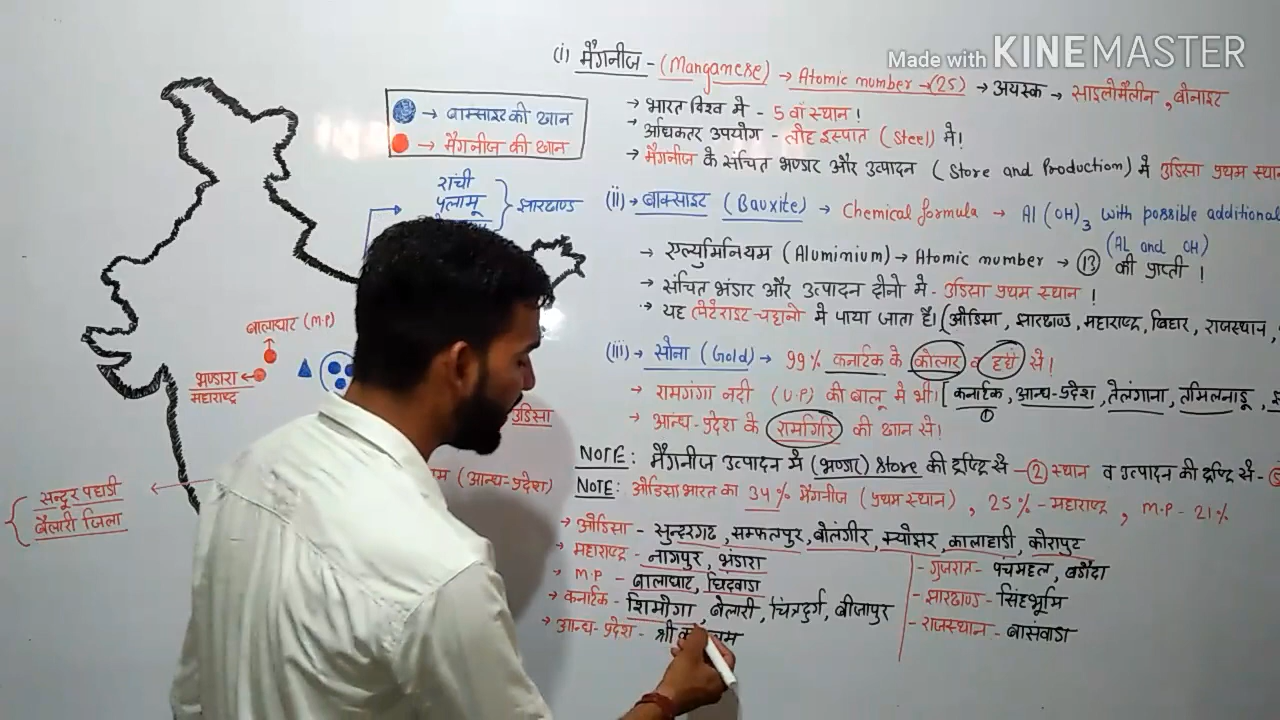 Made with KINEMASTER
(i) मैंगनीज - (Manganese) → Atomic number → (25) → अयस्क → साइलोमैलीन , बोनाइट
→ भारत विश्व में - 5 वाँ स्थान !
→ अधिकतर उपयोग - लौह इस्पात ( Steel ) में !
→ मैंगनीज के संचित भण्डार और उत्पादन ( Store and Production) में उडिसा प्रथम स्थान
→ बाक्साइट की खान
→ मैंगनीज की खान
रांची
पलामू
झारखण्ड
(ii) → बाक्साइट (Bauxite) → Chemical formula → Al (OH)3 with possible additional
(AL and OH)
→ एल्युमिनियम (Aluminium) → Atomic number → 13 की प्राप्ती !
→ संचित भंडार और उत्पादन दोनो में - उडिसा प्रथम स्थान !
→ यह लेटेराइट-चट्टानो में पाया जाता है। (ओडिसा , झारखण्ड , महाराष्ट्र , बिहार , राजस्थान ,
(iii) → सोना (Gold) → 99% कर्नाटक के कोलार व हट्टी से !
→ रामगंगा नदी (U.P) की बालू में भी। [कर्नाटक , आन्ध-प्रदेश , तेलंगाना , तमिलनाडू ,
①
→ आंध-प्रदेश के रामगिरि की खान से !
बालाघाट (M.P)
भण्डारा
महाराष्ट्र
उडिसा
(आन्ध-प्रदेश)
सन्दूर पहाडी
बेलारी जिला
NOTE: मैंगनीज उत्पादन में (भण्डा) Store की द्रष्टि से - ② स्थान व उत्पादन की द्रष्टि से -
NOTE: ओडिसा भारत का 34% मैंगनीज (प्रथम स्थान) , 25% - महाराष्ट्र , M.P - 21%
→ ओडिसा - सुन्दरगढ , सम्फलपुर , बोलंगीर , क्योंझर , कालाहाडी , कोरापुट
→ महाराष्ट्र - नागपुर , भंडारा
→ M.P - बालाघाट , छिदवाडा
→ कर्नाटक - शिमोगा , बेलारी , चित्रदुर्ग , बीजापुर
→ आन्ध-प्रदेश - श्री
- गुजरात - पंचमहल , बडौदा
- झारखण्ड - सिंहभूमि
- राजस्थान - बांसवाडा